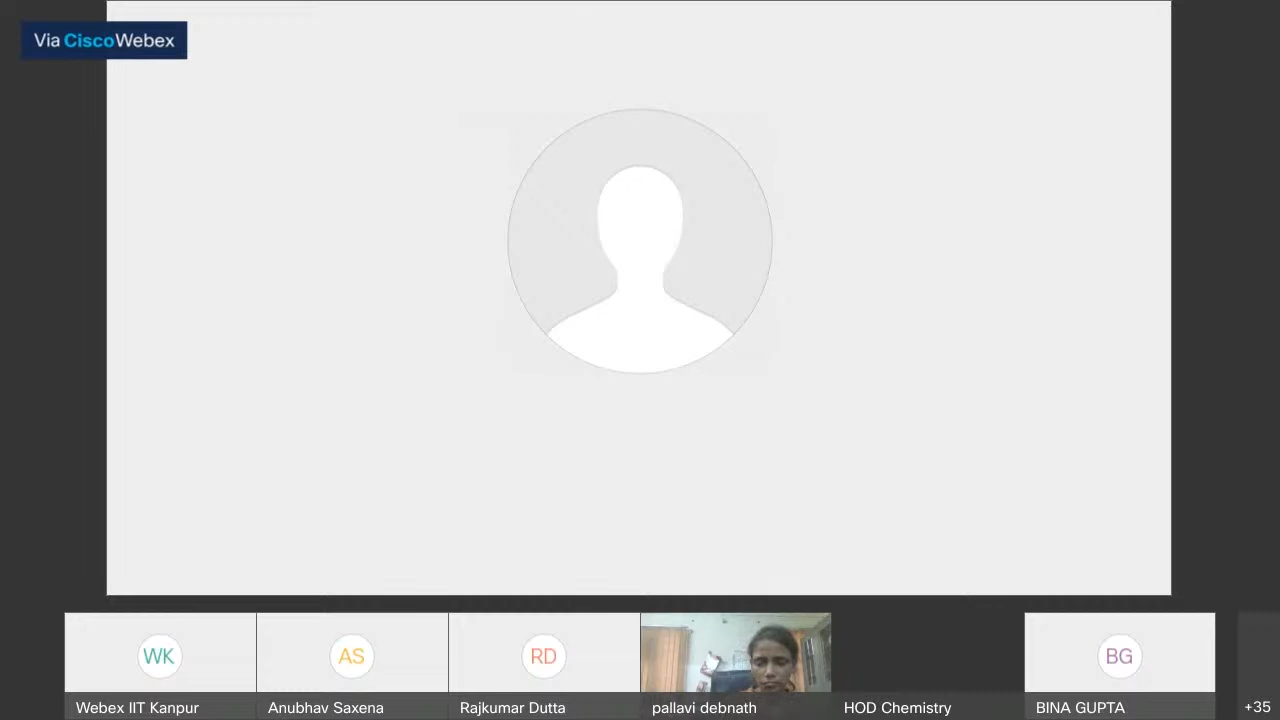 Via CiscoWebex
WK
AS
RD
BG
Webex IIT Kanpur
Anubhav Saxena
Rajkumar Dutta
pallavi debnath
HOD Chemistry
BINA GUPTA
+35